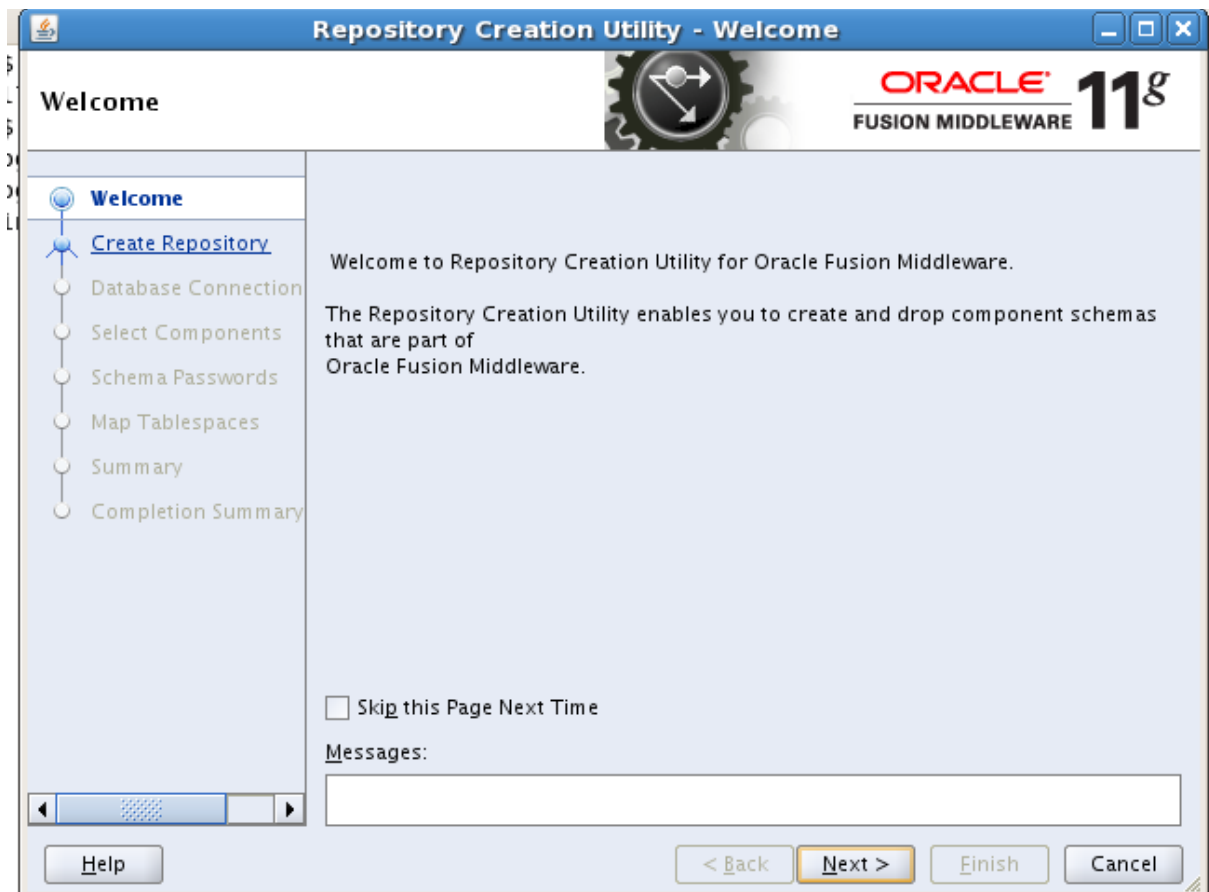 Repository Creation Utility - Welcome
Welcome
ORACLE
FUSION MIDDLEWARE
11g
Welcome
Create Repository
Database Connection
Select Components
Schema Passwords
Map Tablespaces
Summary
Completion Summary
Welcome to Repository Creation Utility for Oracle Fusion Middleware.
The Repository Creation Utility enables you to create and drop component schemas
that are part of
Oracle Fusion Middleware.
Skip this Page Next Time
Messages:
Help
< Back
Next >
Finish
Cancel